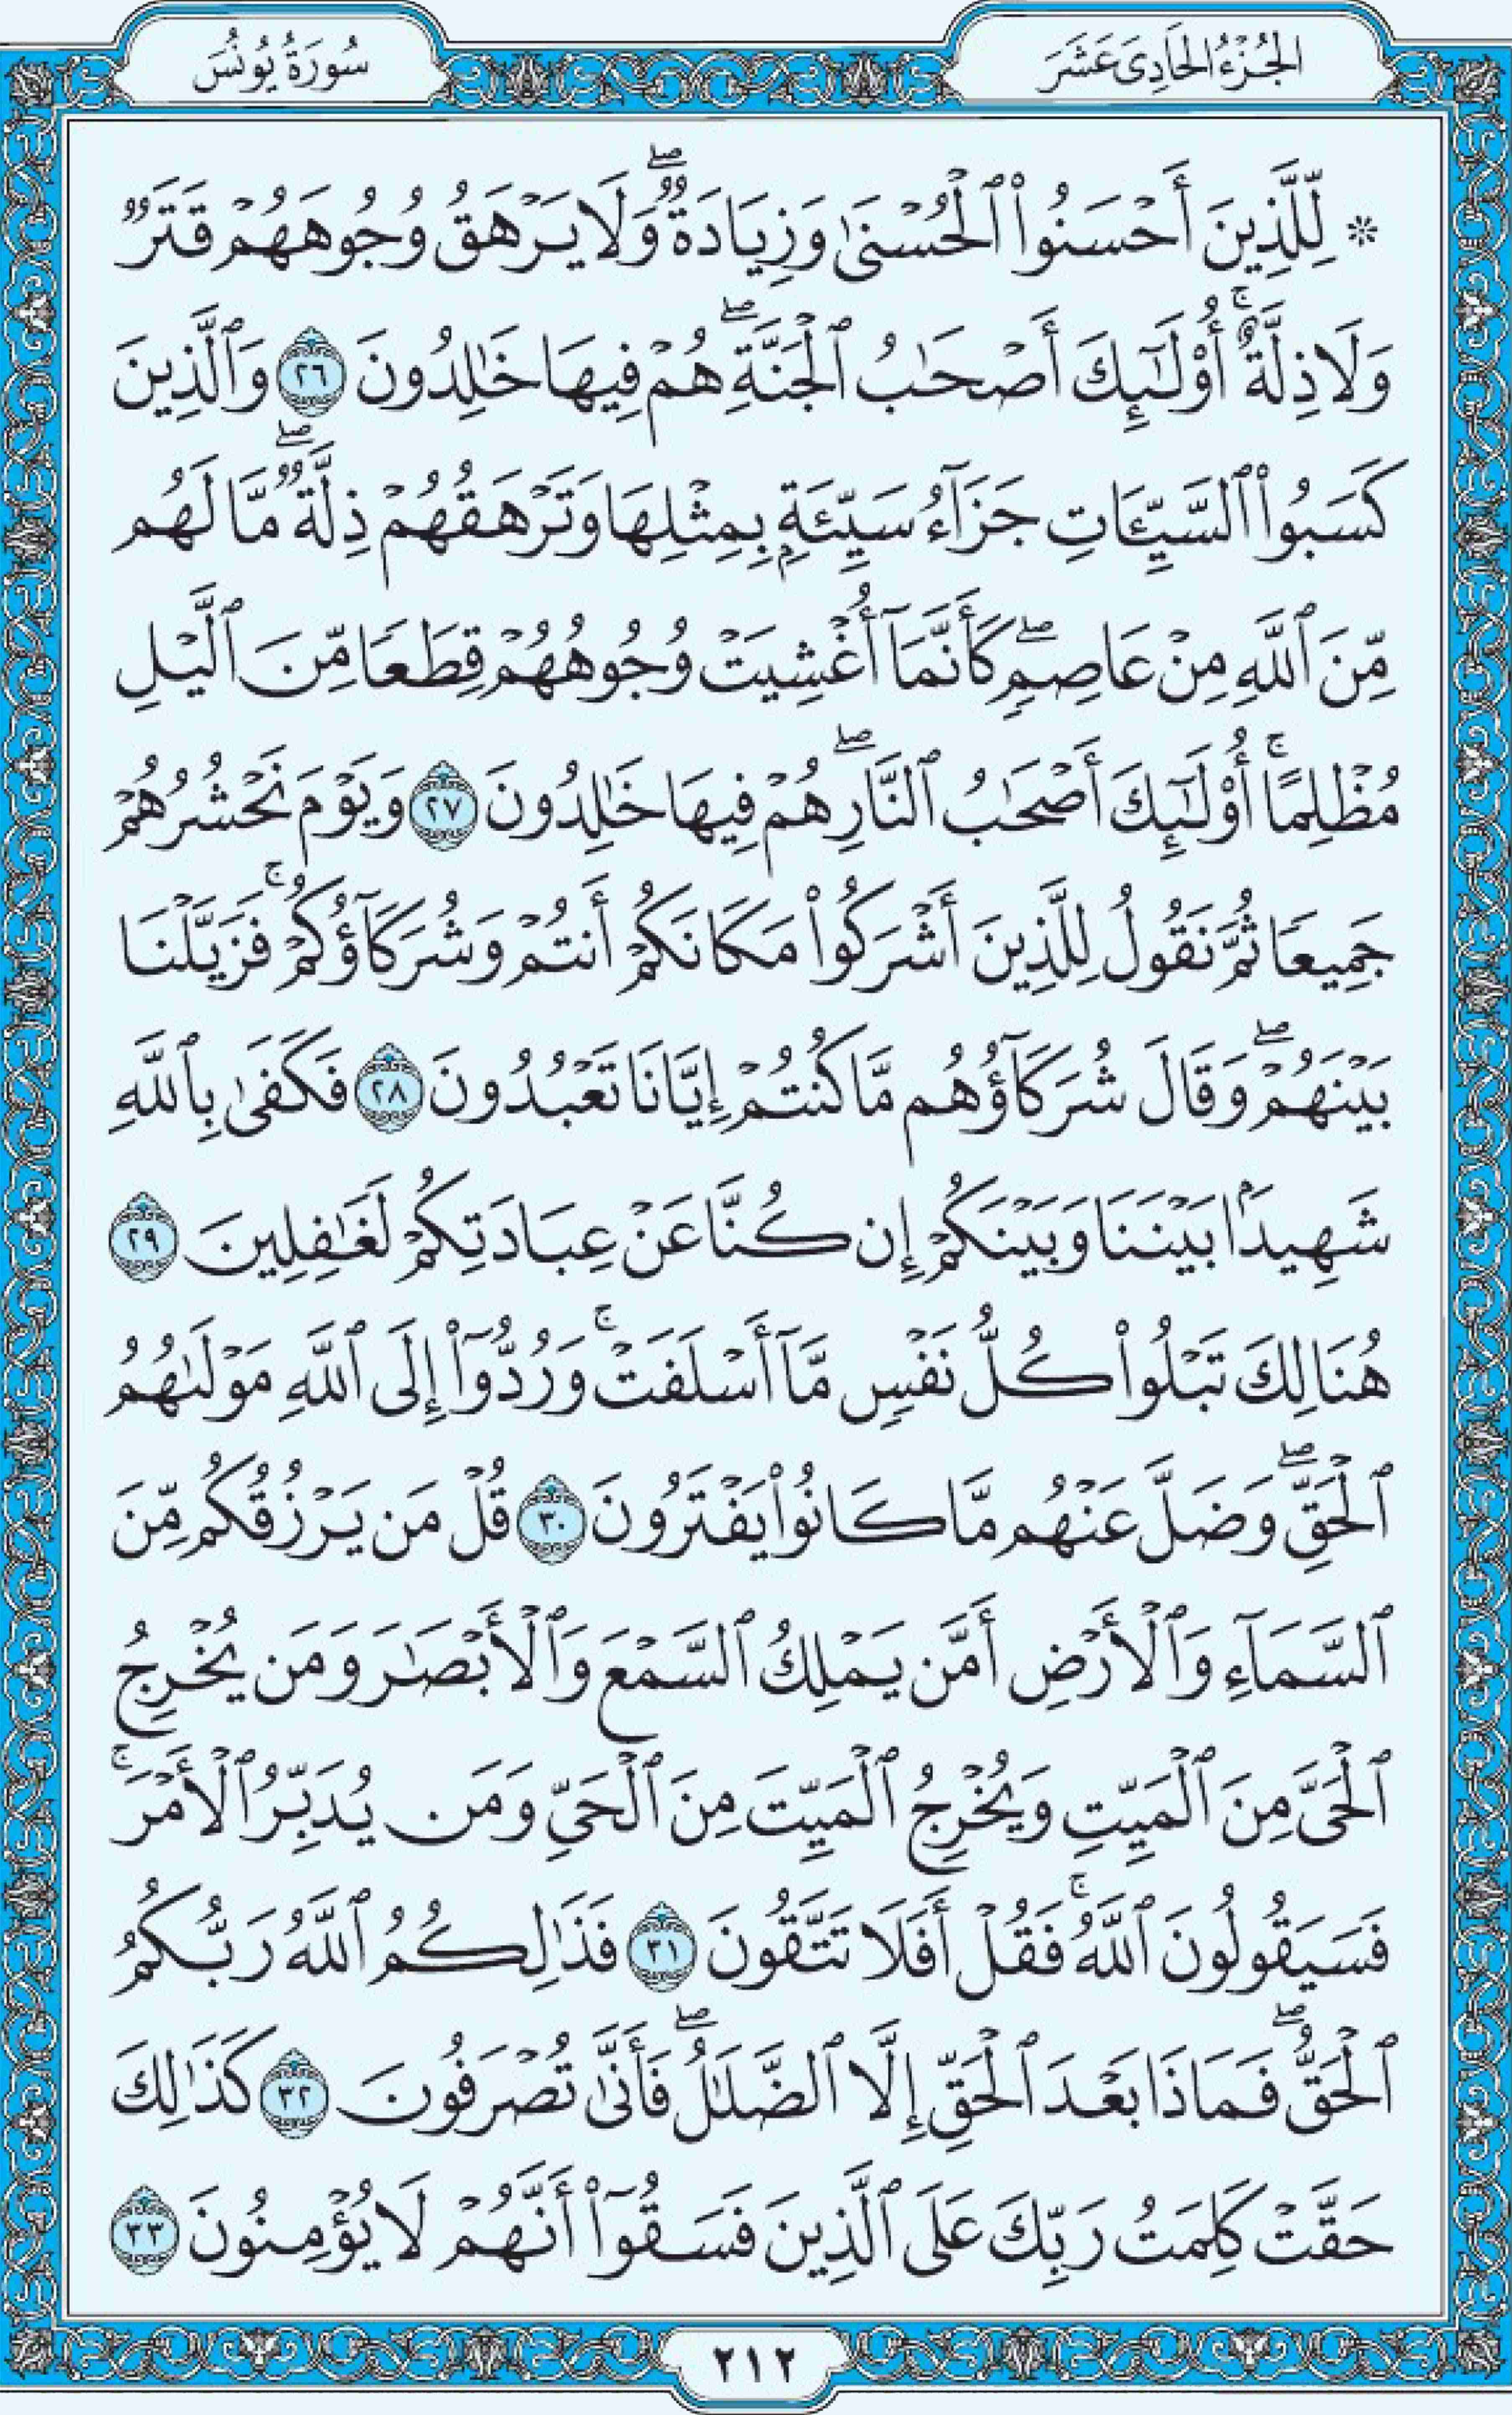 الجُزْءُ الحَادِىَ عَشَرَ
سُورَةُ يُونُسَ
۞ لِّلَّذِينَ أَحۡسَنُواْ ٱلۡحُسۡنَىٰ وَزِيَادَةٞۖ وَلَا يَرۡهَقُ وُجُوهَهُمۡ قَتَرٞ
وَلَا ذِلَّةٌۚ أُوْلَٰٓئِكَ أَصۡحَٰبُ ٱلۡجَنَّةِۖ هُمۡ فِيهَا خَٰلِدُونَ ٢٦ وَٱلَّذِينَ
كَسَبُواْ ٱلسَّيِّـَٔاتِ جَزَآءُ سَيِّئَةِۭ بِمِثۡلِهَا وَتَرۡهَقُهُمۡ ذِلَّةٞۖ مَّا لَهُم
مِّنَ ٱللَّهِ مِنۡ عَاصِمٖۖ كَأَنَّمَآ أُغۡشِيَتۡ وُجُوهُهُمۡ قِطَعٗا مِّنَ ٱلَّيۡلِ
مُظۡلِمًاۚ أُوْلَٰٓئِكَ أَصۡحَٰبُ ٱلنَّارِۖ هُمۡ فِيهَا خَٰلِدُونَ ٢٧ وَيَوۡمَ نَحۡشُرُهُمۡ
جَمِيعٗا ثُمَّ نَقُولُ لِلَّذِينَ أَشۡرَكُواْ مَكَانَكُمۡ أَنتُمۡ وَشُرَكَآؤُكُمۡۚ فَزَيَّلۡنَا
بَيۡنَهُمۡۖ وَقَالَ شُرَكَآؤُهُم مَّا كُنتُمۡ إِيَّانَا تَعۡبُدُونَ ٢٨ فَكَفَىٰ بِٱللَّهِ
شَهِيدَۢا بَيۡنَنَا وَبَيۡنَكُمۡ إِن كُنَّا عَنۡ عِبَادَتِكُمۡ لَغَٰفِلِينَ ٢٩
هُنَالِكَ تَبۡلُواْ كُلُّ نَفۡسٖ مَّآ أَسۡلَفَتۡۚ وَرُدُّوٓاْ إِلَى ٱللَّهِ مَوۡلَىٰهُمُ
ٱلۡحَقِّۖ وَضَلَّ عَنۡهُم مَّا كَانُواْ يَفۡتَرُونَ ٣٠ قُلۡ مَن يَرۡزُقُكُم مِّنَ
ٱلسَّمَآءِ وَٱلۡأَرۡضِ أَمَّن يَمۡلِكُ ٱلسَّمۡعَ وَٱلۡأَبۡصَٰرَ وَمَن يُخۡرِجُ
ٱلۡحَيَّ مِنَ ٱلۡمَيِّتِ وَيُخۡرِجُ ٱلۡمَيِّتَ مِنَ ٱلۡحَيِّ وَمَن يُدَبِّرُ ٱلۡأَمۡرَۚ
فَسَيَقُولُونَ ٱللَّهُۚ فَقُلۡ أَفَلَا تَتَّقُونَ ٣١ فَذَٰلِكُمُ ٱللَّهُ رَبُّكُمُ
ٱلۡحَقُّۖ فَمَاذَا بَعۡدَ ٱلۡحَقِّ إِلَّا ٱلضَّلَٰلُۖ فَأَنَّىٰ تُصۡرَفُونَ ٣٢ كَذَٰلِكَ
حَقَّتۡ كَلِمَتُ رَبِّكَ عَلَى ٱلَّذِينَ فَسَقُوٓاْ أَنَّهُمۡ لَا يُؤۡمِنُونَ ٣٣
٢١٢